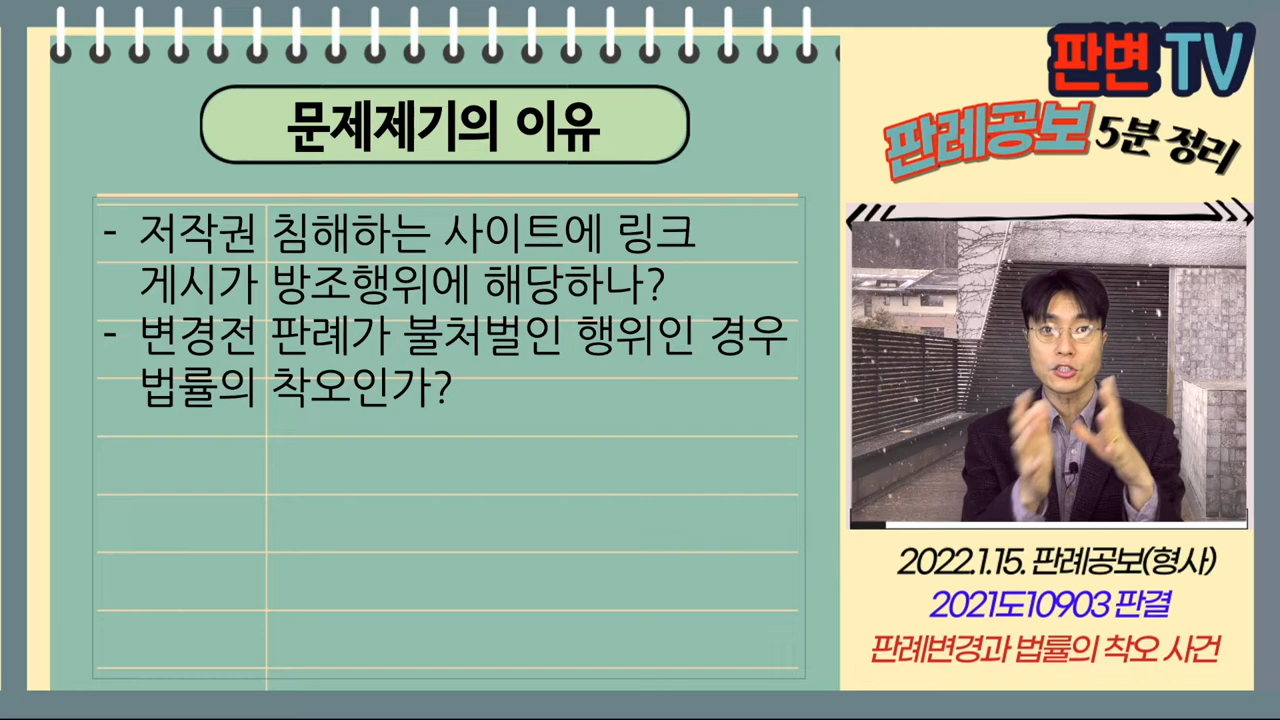 문제제기의 이유
- 저작권 침해하는 사이트에 링크
게시가 방조행위에 해당하나?
- 변경전 판례가 불처벌인 행위인 경우
법률의 착오인가?
판변 TV
판례공보 5분 정리
2022.1.15. 판례공보(형사)
2021도10903 판결
판례변경과 법률의 착오 사건